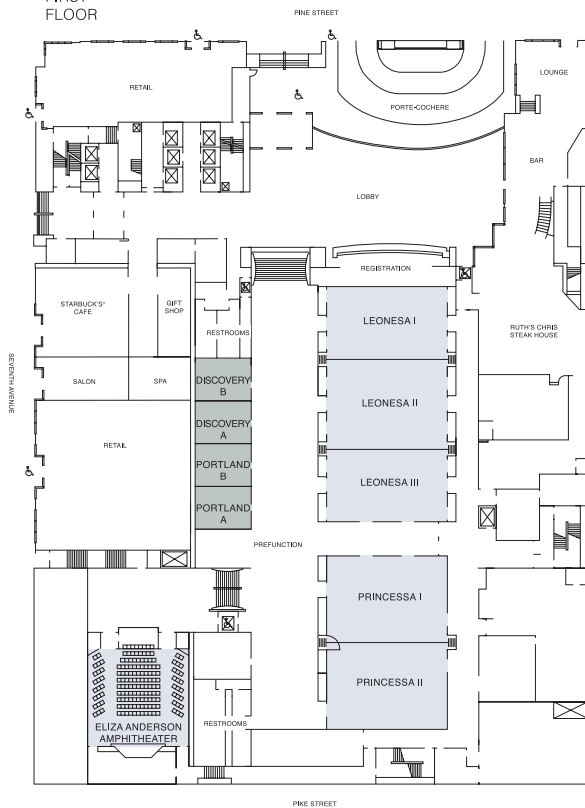 FIRST
FLOOR
PINE STREET
RETAIL
LOUNGE
PORTE-COCHERE
BAR
LOBBY
REGISTRATION
STARBUCK'S®
CAFE
GIFT
SHOP
RESTROOMS
LEONESA I
RUTH'S CHRIS
STEAK HOUSE
SEVENTH AVENUE
SALON
SPA
DISCOVERY
B
LEONESA II
DISCOVERY
A
RETAIL
PORTLAND
B
LEONESA III
PORTLAND
A
PREFUNCTION
PRINCESSA I
PRINCESSA II
ELIZA ANDERSON
AMPHITHEATER
RESTROOMS
PIKE STREET